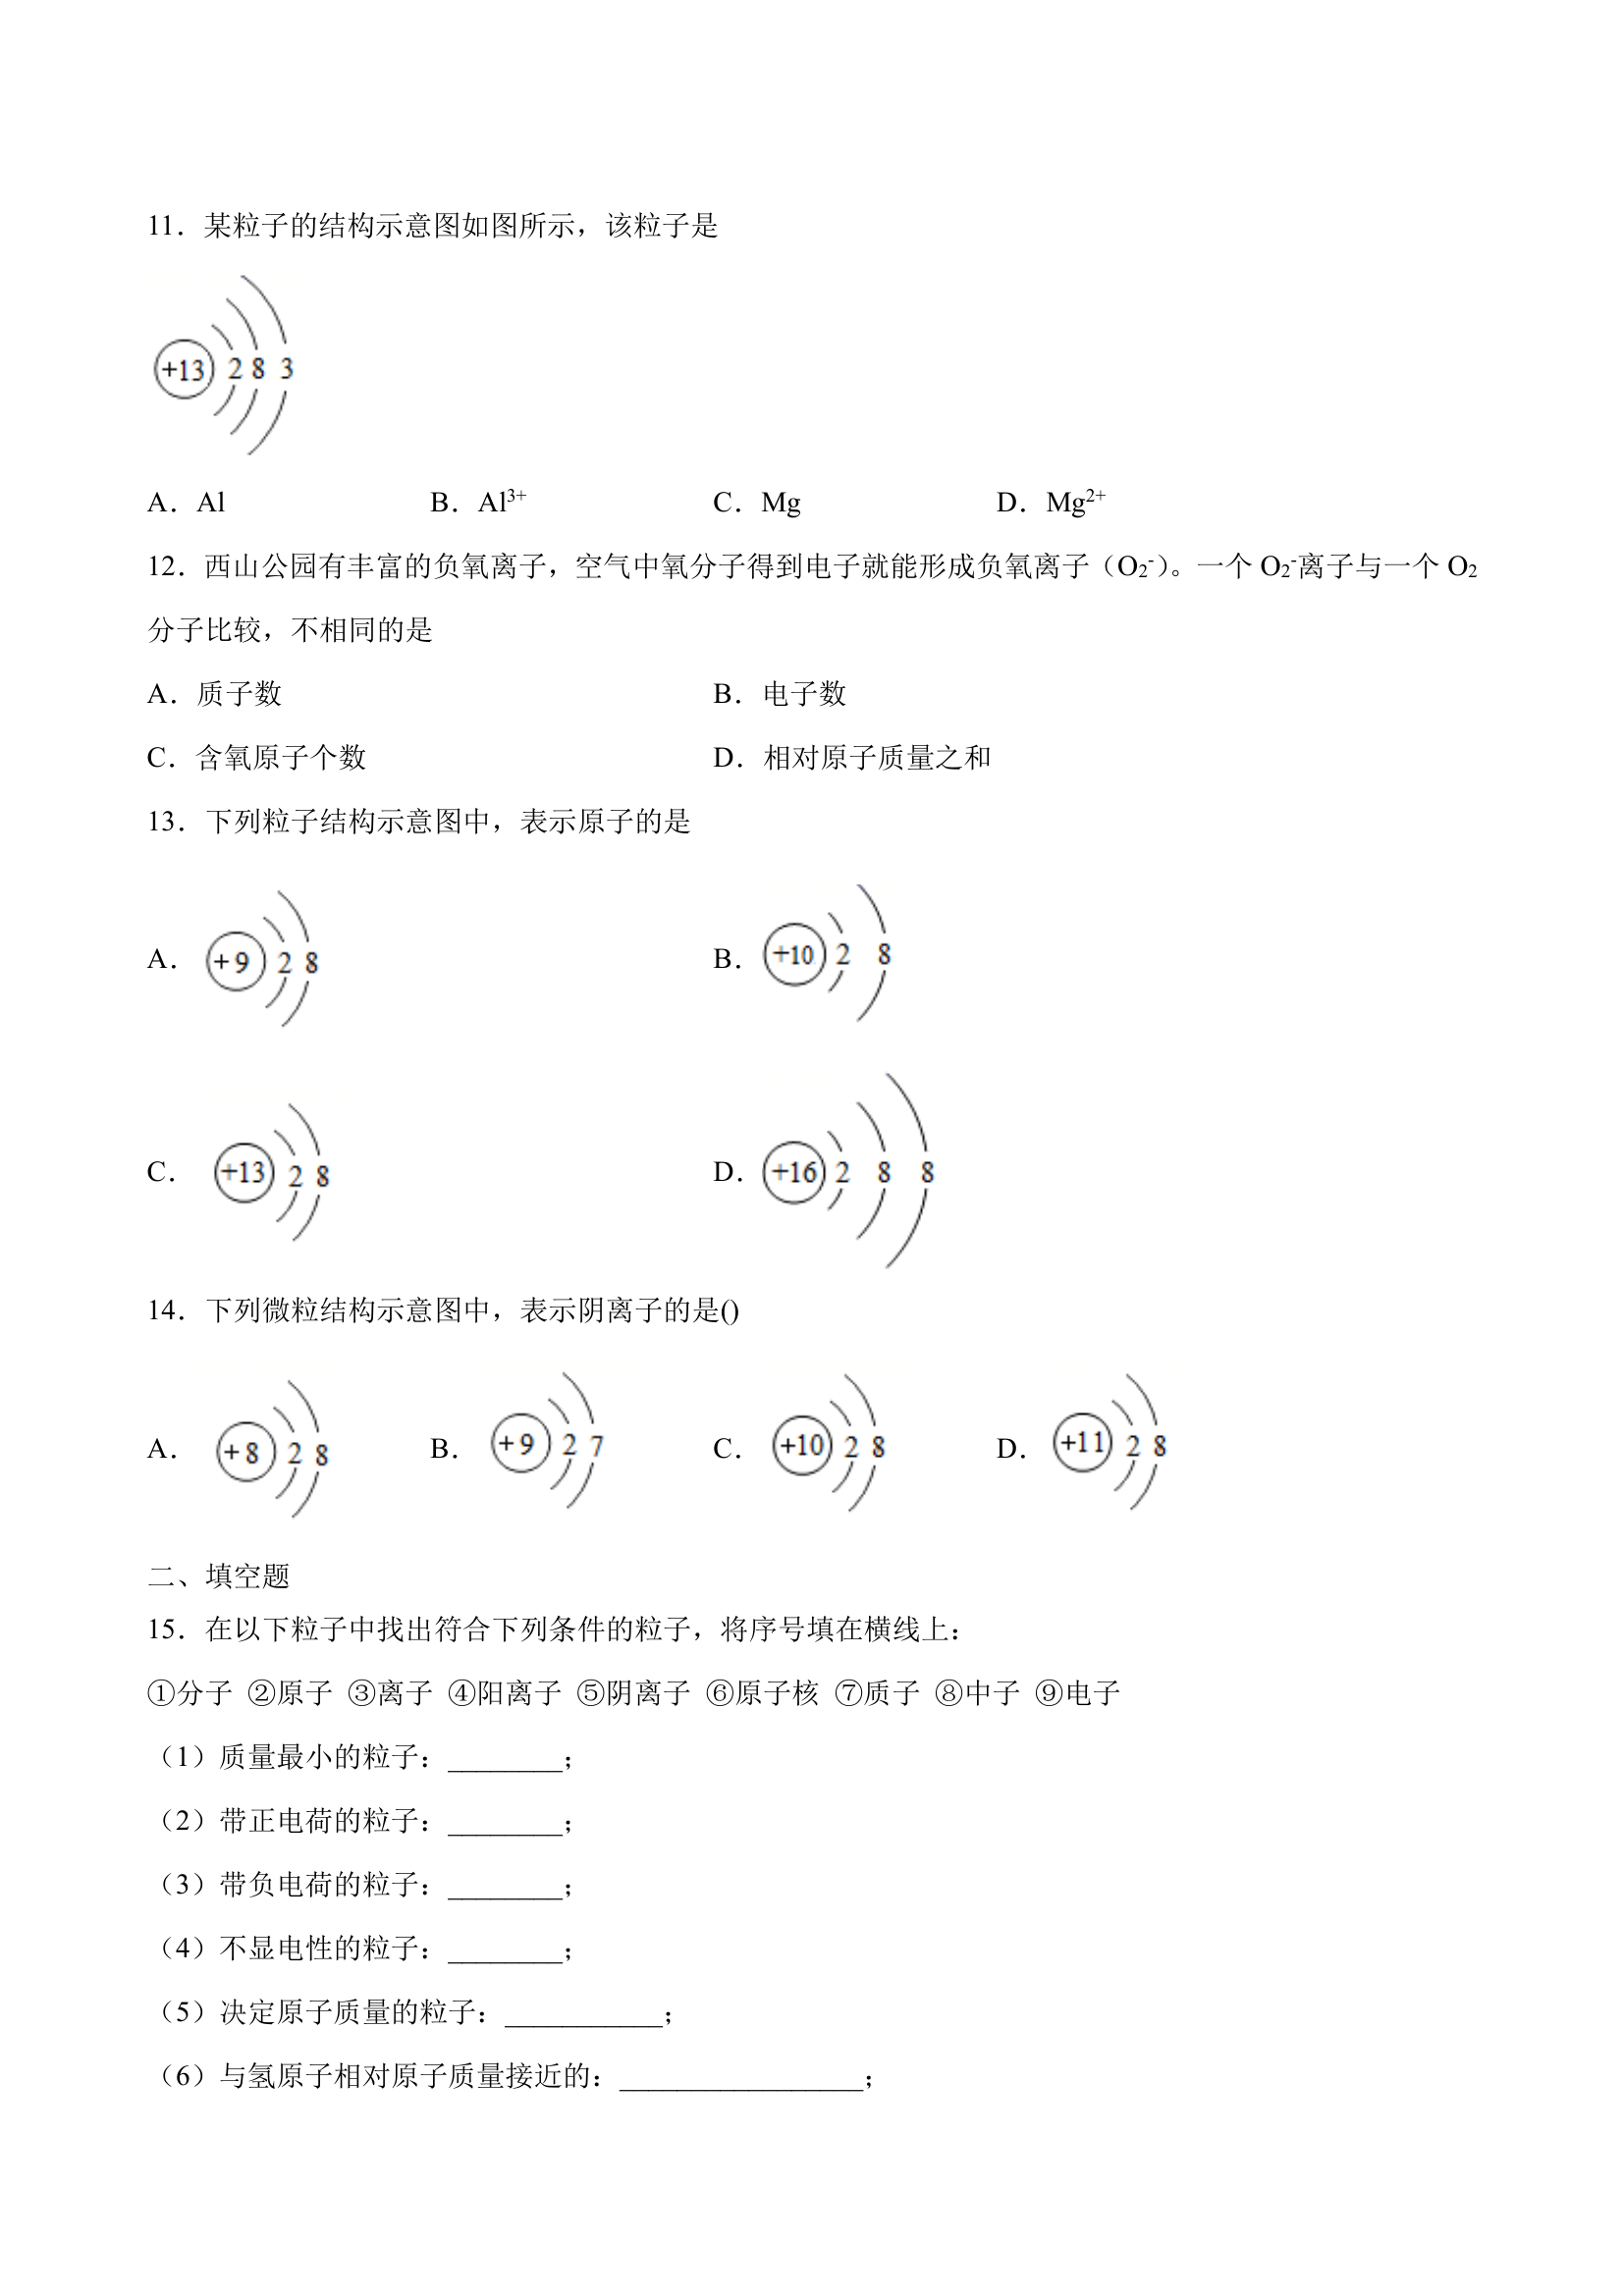 11．某粒子的结构示意图如图所示，该粒子是
+13 2 8 3
A．Al B．Al³⁺ C．Mg D．Mg²⁺
12．西山公园有丰富的负氧离子，空气中氧分子得到电子就能形成负氧离子（O₂⁻）。一个 O₂⁻离子与一个 O₂
分子比较，不相同的是
A．质子数 B．电子数
C．含氧原子个数 D．相对原子质量之和
13．下列粒子结构示意图中，表示原子的是
A． +9 2 8 B． +10 2 8
C． +13 2 8 D． +16 2 8 8
14．下列微粒结构示意图中，表示阴离子的是()
A． +8 2 8 B． +9 2 7 C． +10 2 8 D． +11 2 8
二、填空题
15．在以下粒子中找出符合下列条件的粒子，将序号填在横线上：
①分子 ②原子 ③离子 ④阳离子 ⑤阴离子 ⑥原子核 ⑦质子 ⑧中子 ⑨电子
（1）质量最小的粒子：________；
（2）带正电荷的粒子：________；
（3）带负电荷的粒子：________；
（4）不显电性的粒子：________；
（5）决定原子质量的粒子：___________；
（6）与氢原子相对原子质量接近的：_________________；